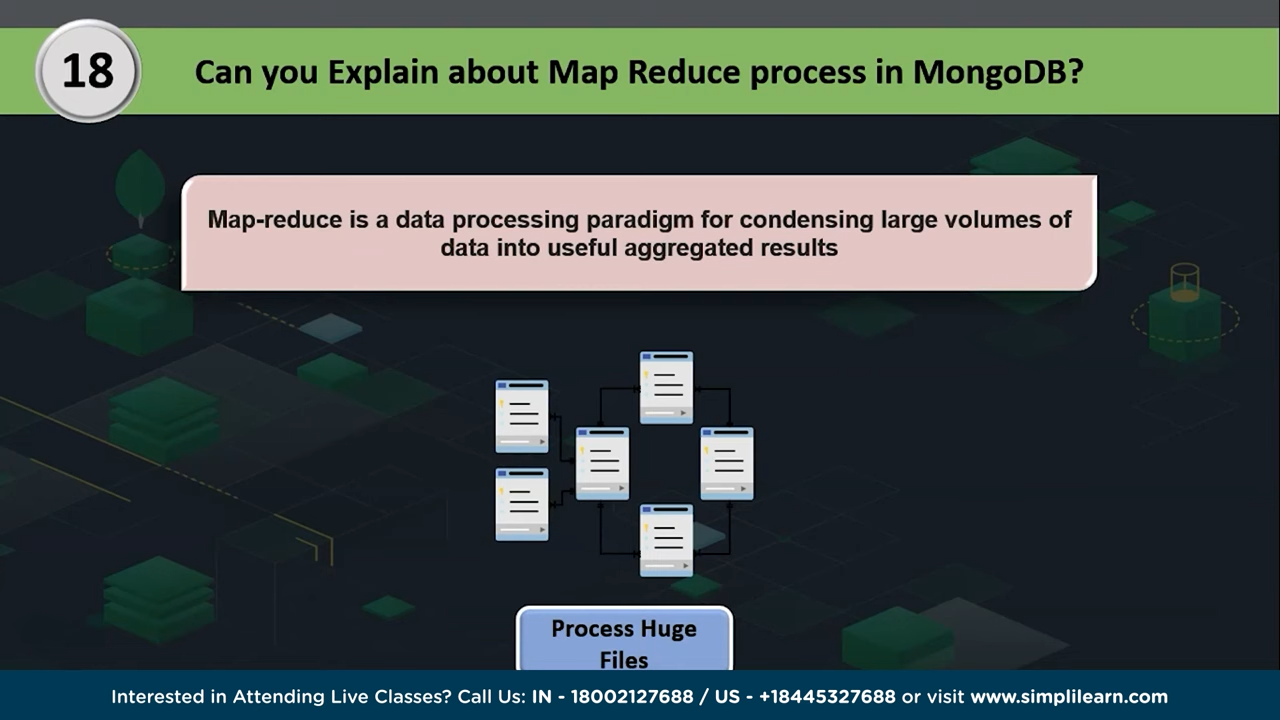 18
Can you Explain about Map Reduce process in MongoDB?
Map-reduce is a data processing paradigm for condensing large volumes of
data into useful aggregated results
Process Huge
Files
Interested in Attending Live Classes? Call Us: IN - 18002127688 / US - +18445327688 or visit www.simplilearn.com